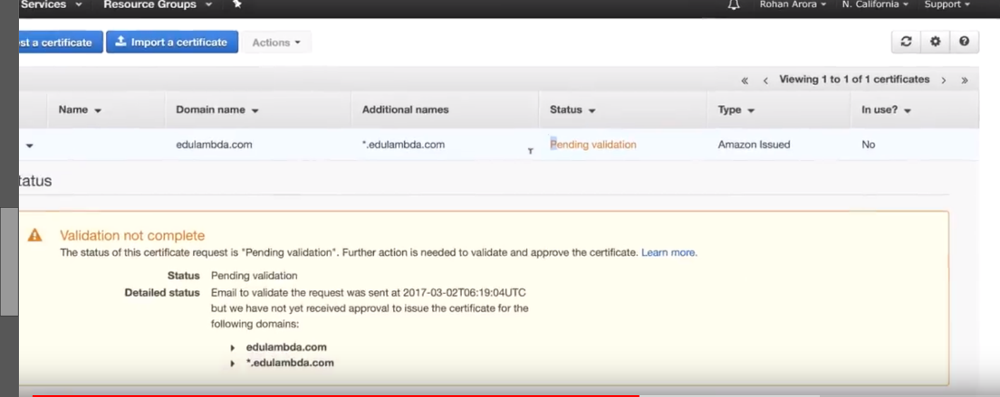 Services Resource Groups Rohan Arora N. California Support
st a certificate Import a certificate Actions
« ‹ Viewing 1 to 1 of 1 certificates › »
Name Domain name Additional names Status Type In use?
edulambda.com *.edulambda.com Pending validation Amazon Issued No
tatus
Validation not complete
The status of this certificate request is "Pending validation". Further action is needed to validate and approve the certificate. Learn more.
Status Pending validation
Detailed status Email to validate the request was sent at 2017-03-02T06:19:04UTC
but we have not yet received approval to issue the certificate for the
following domains:
edulambda.com
*.edulambda.com